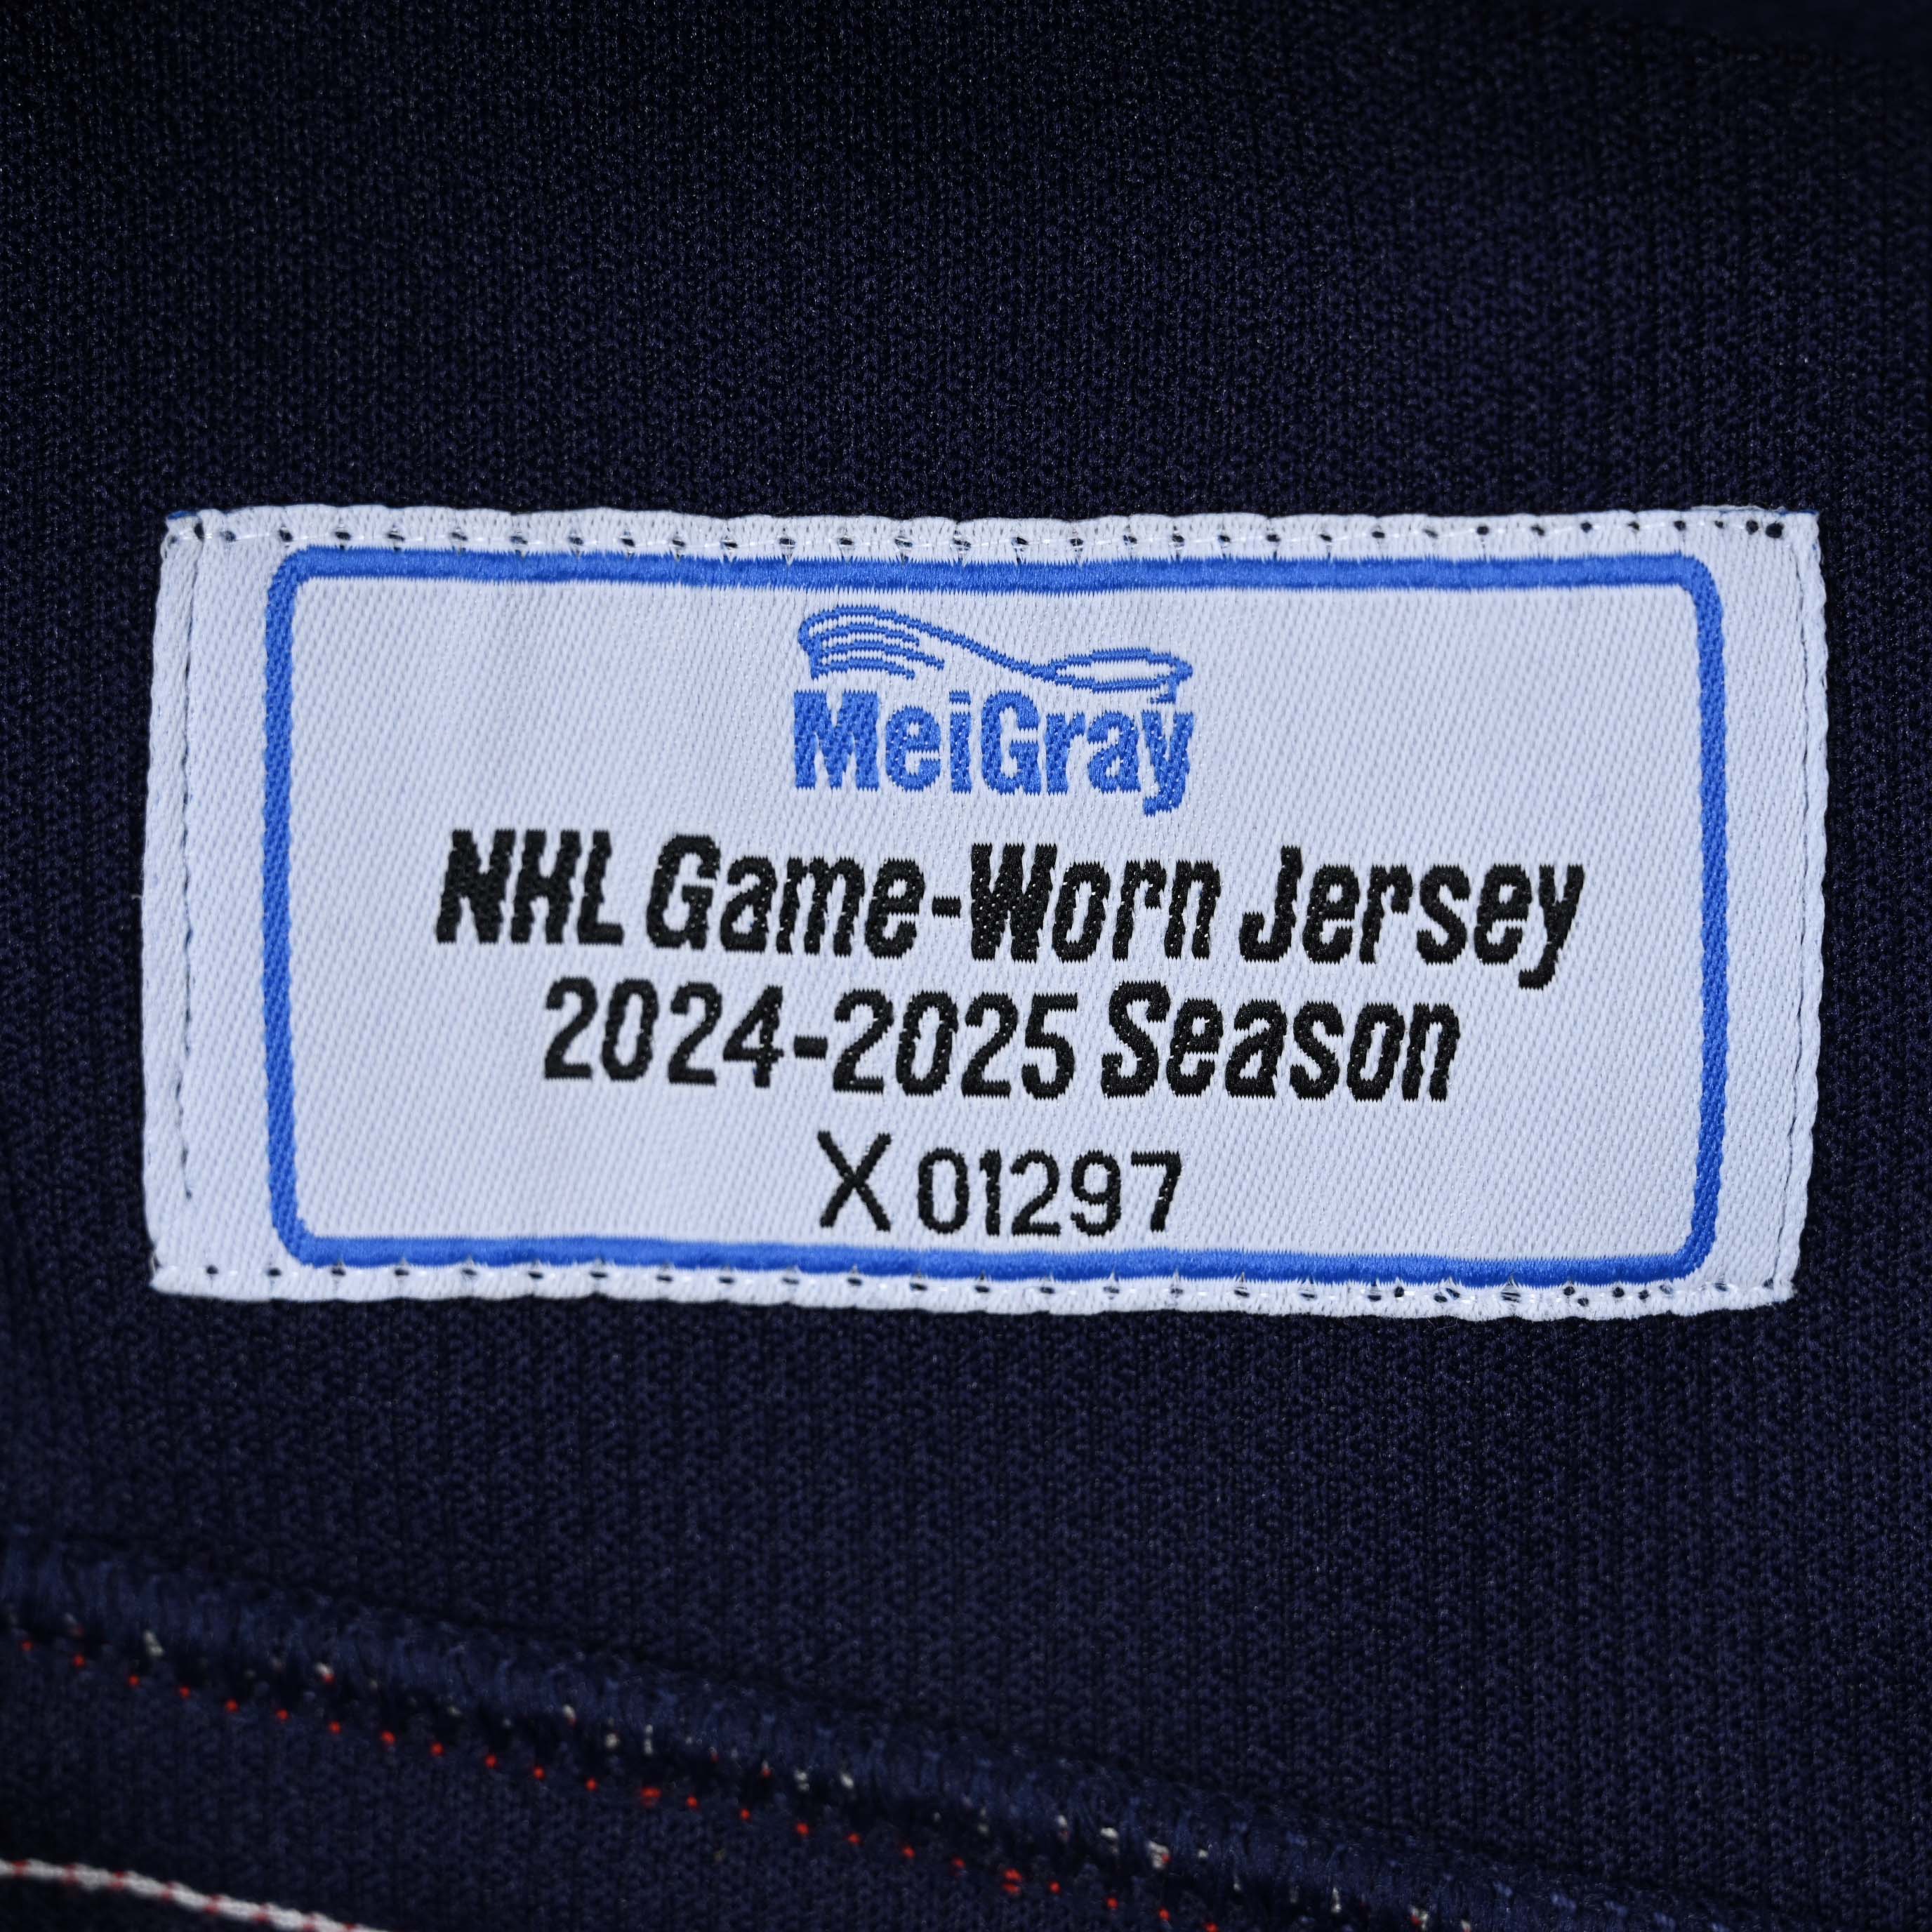 MeiGray
NHL Game-Worn Jersey
2024-2025 Season
X 01297